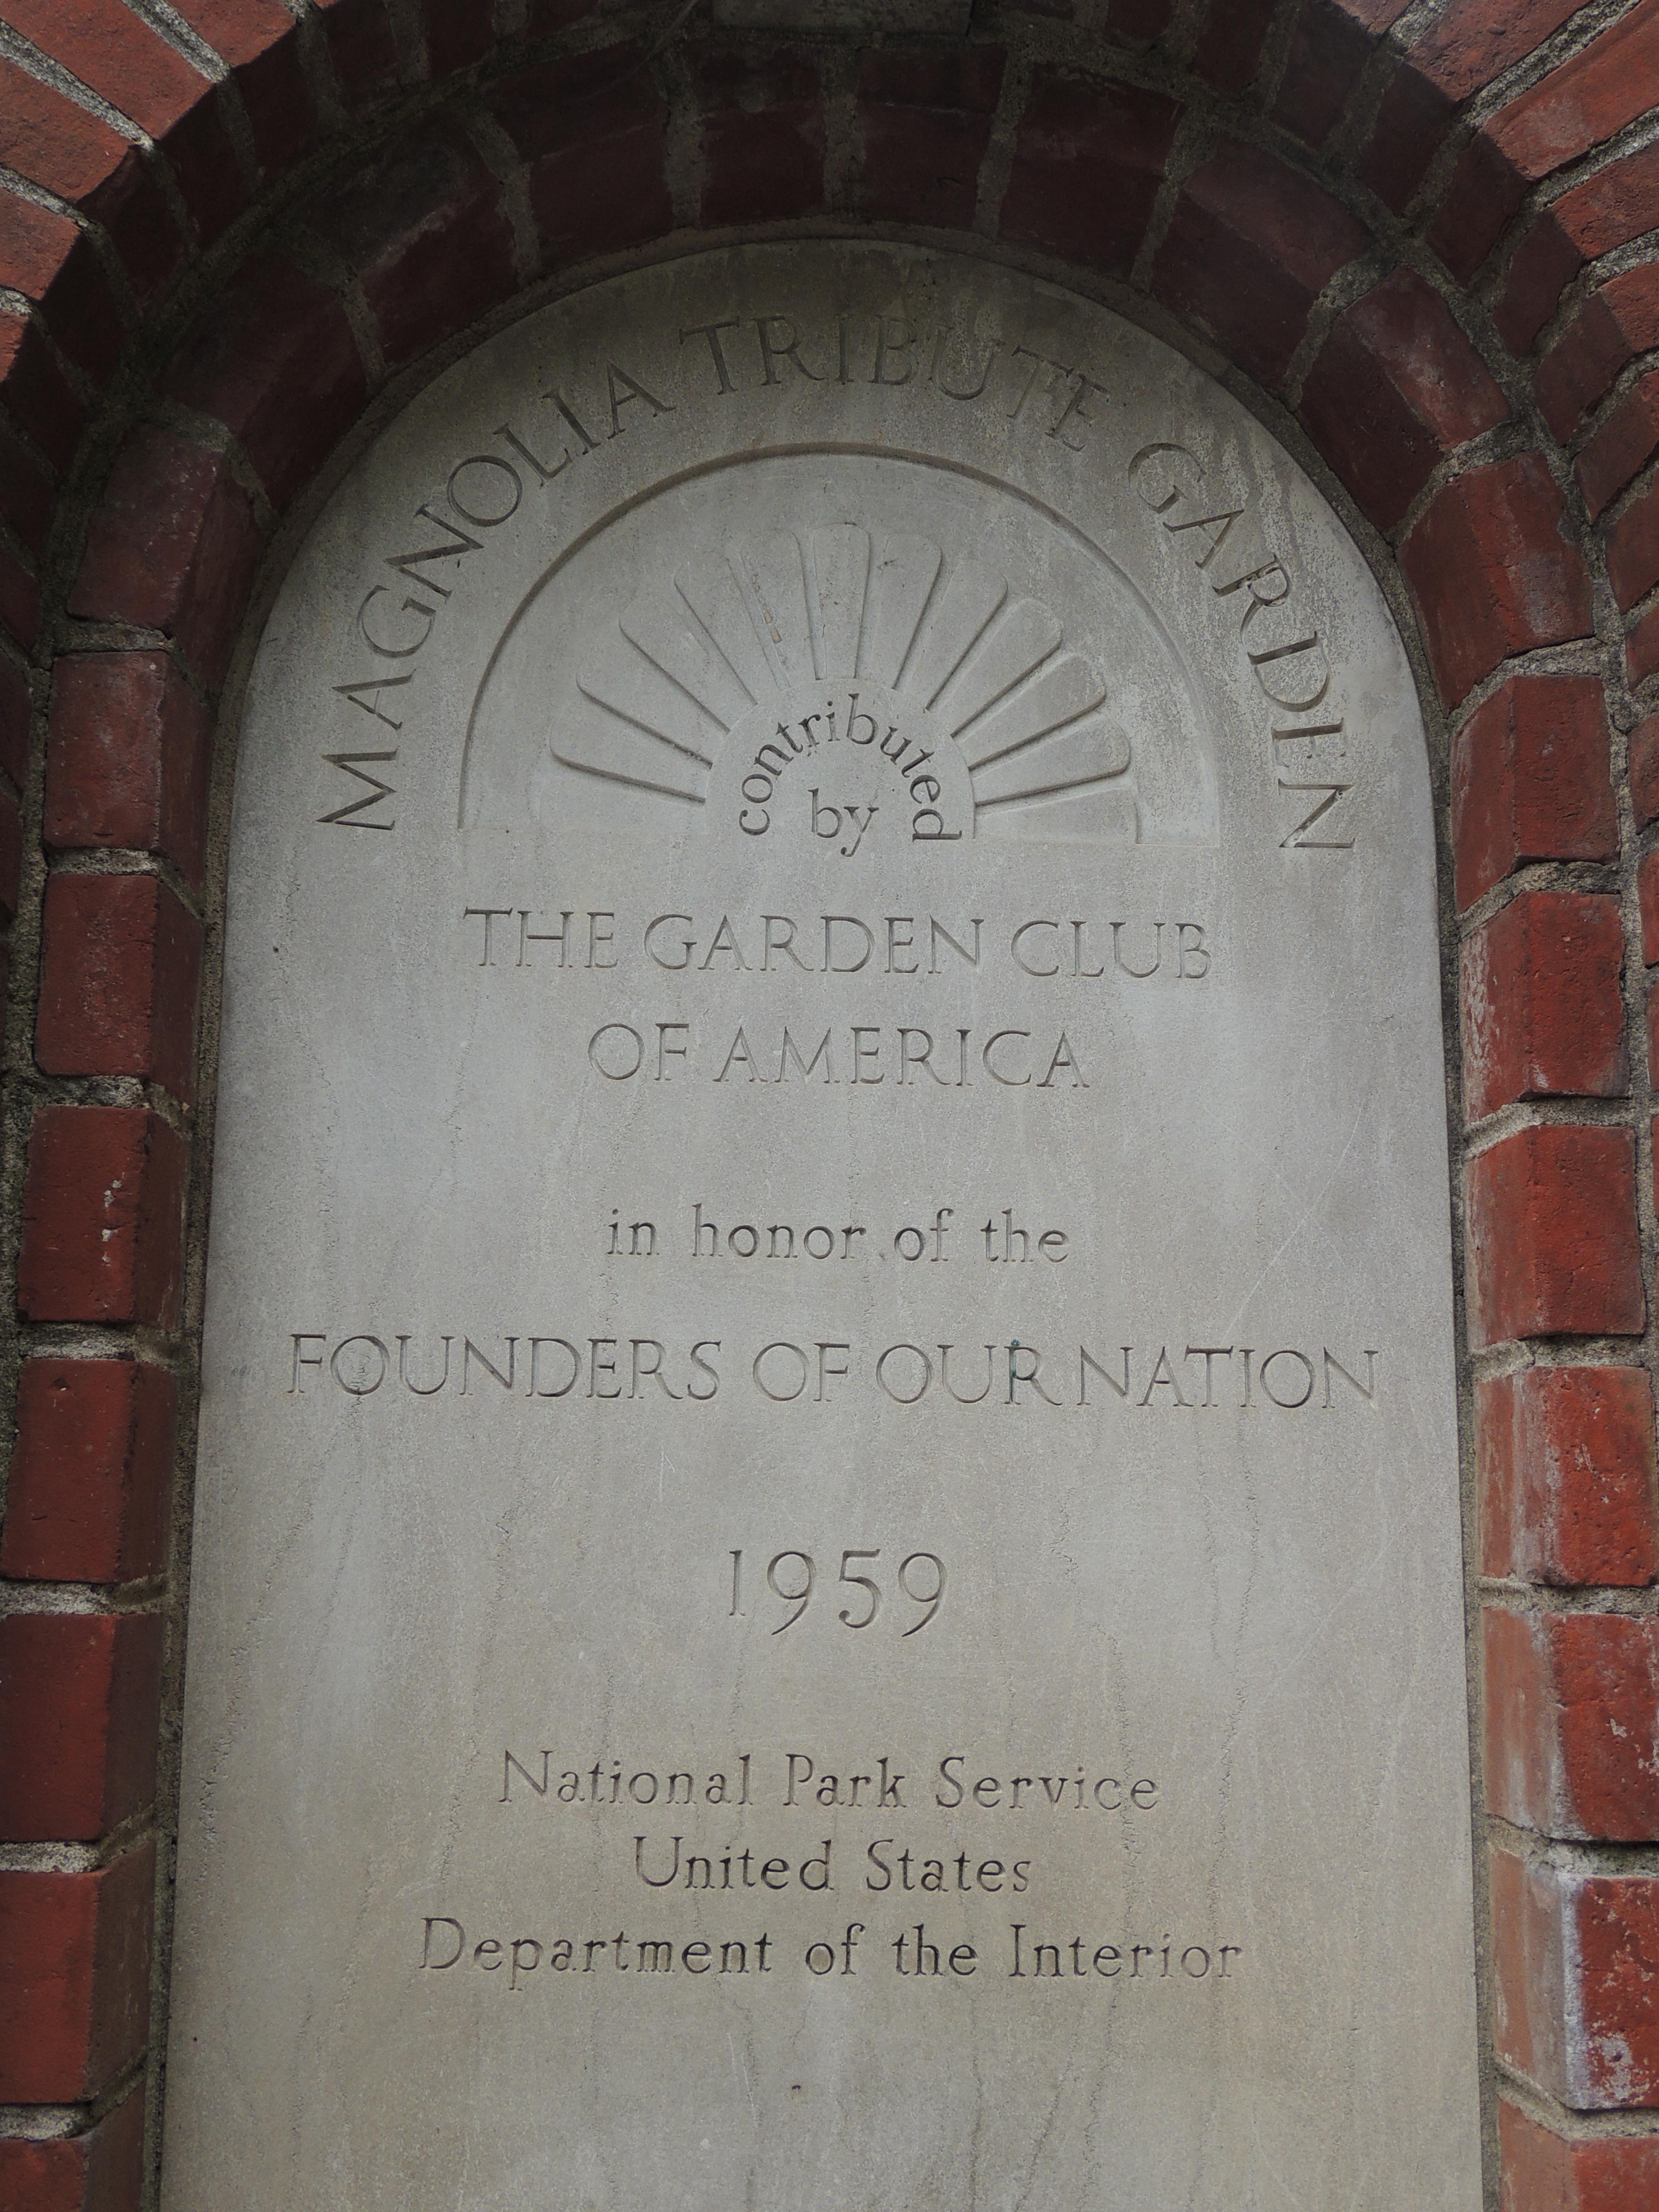 MAGNOLIA TRIBUTE GARDEN
contributed
by
THE GARDEN CLUB
OF AMERICA
in honor of the
FOUNDERS OF OUR NATION
1959
National Park Service
United States
Department of the Interior